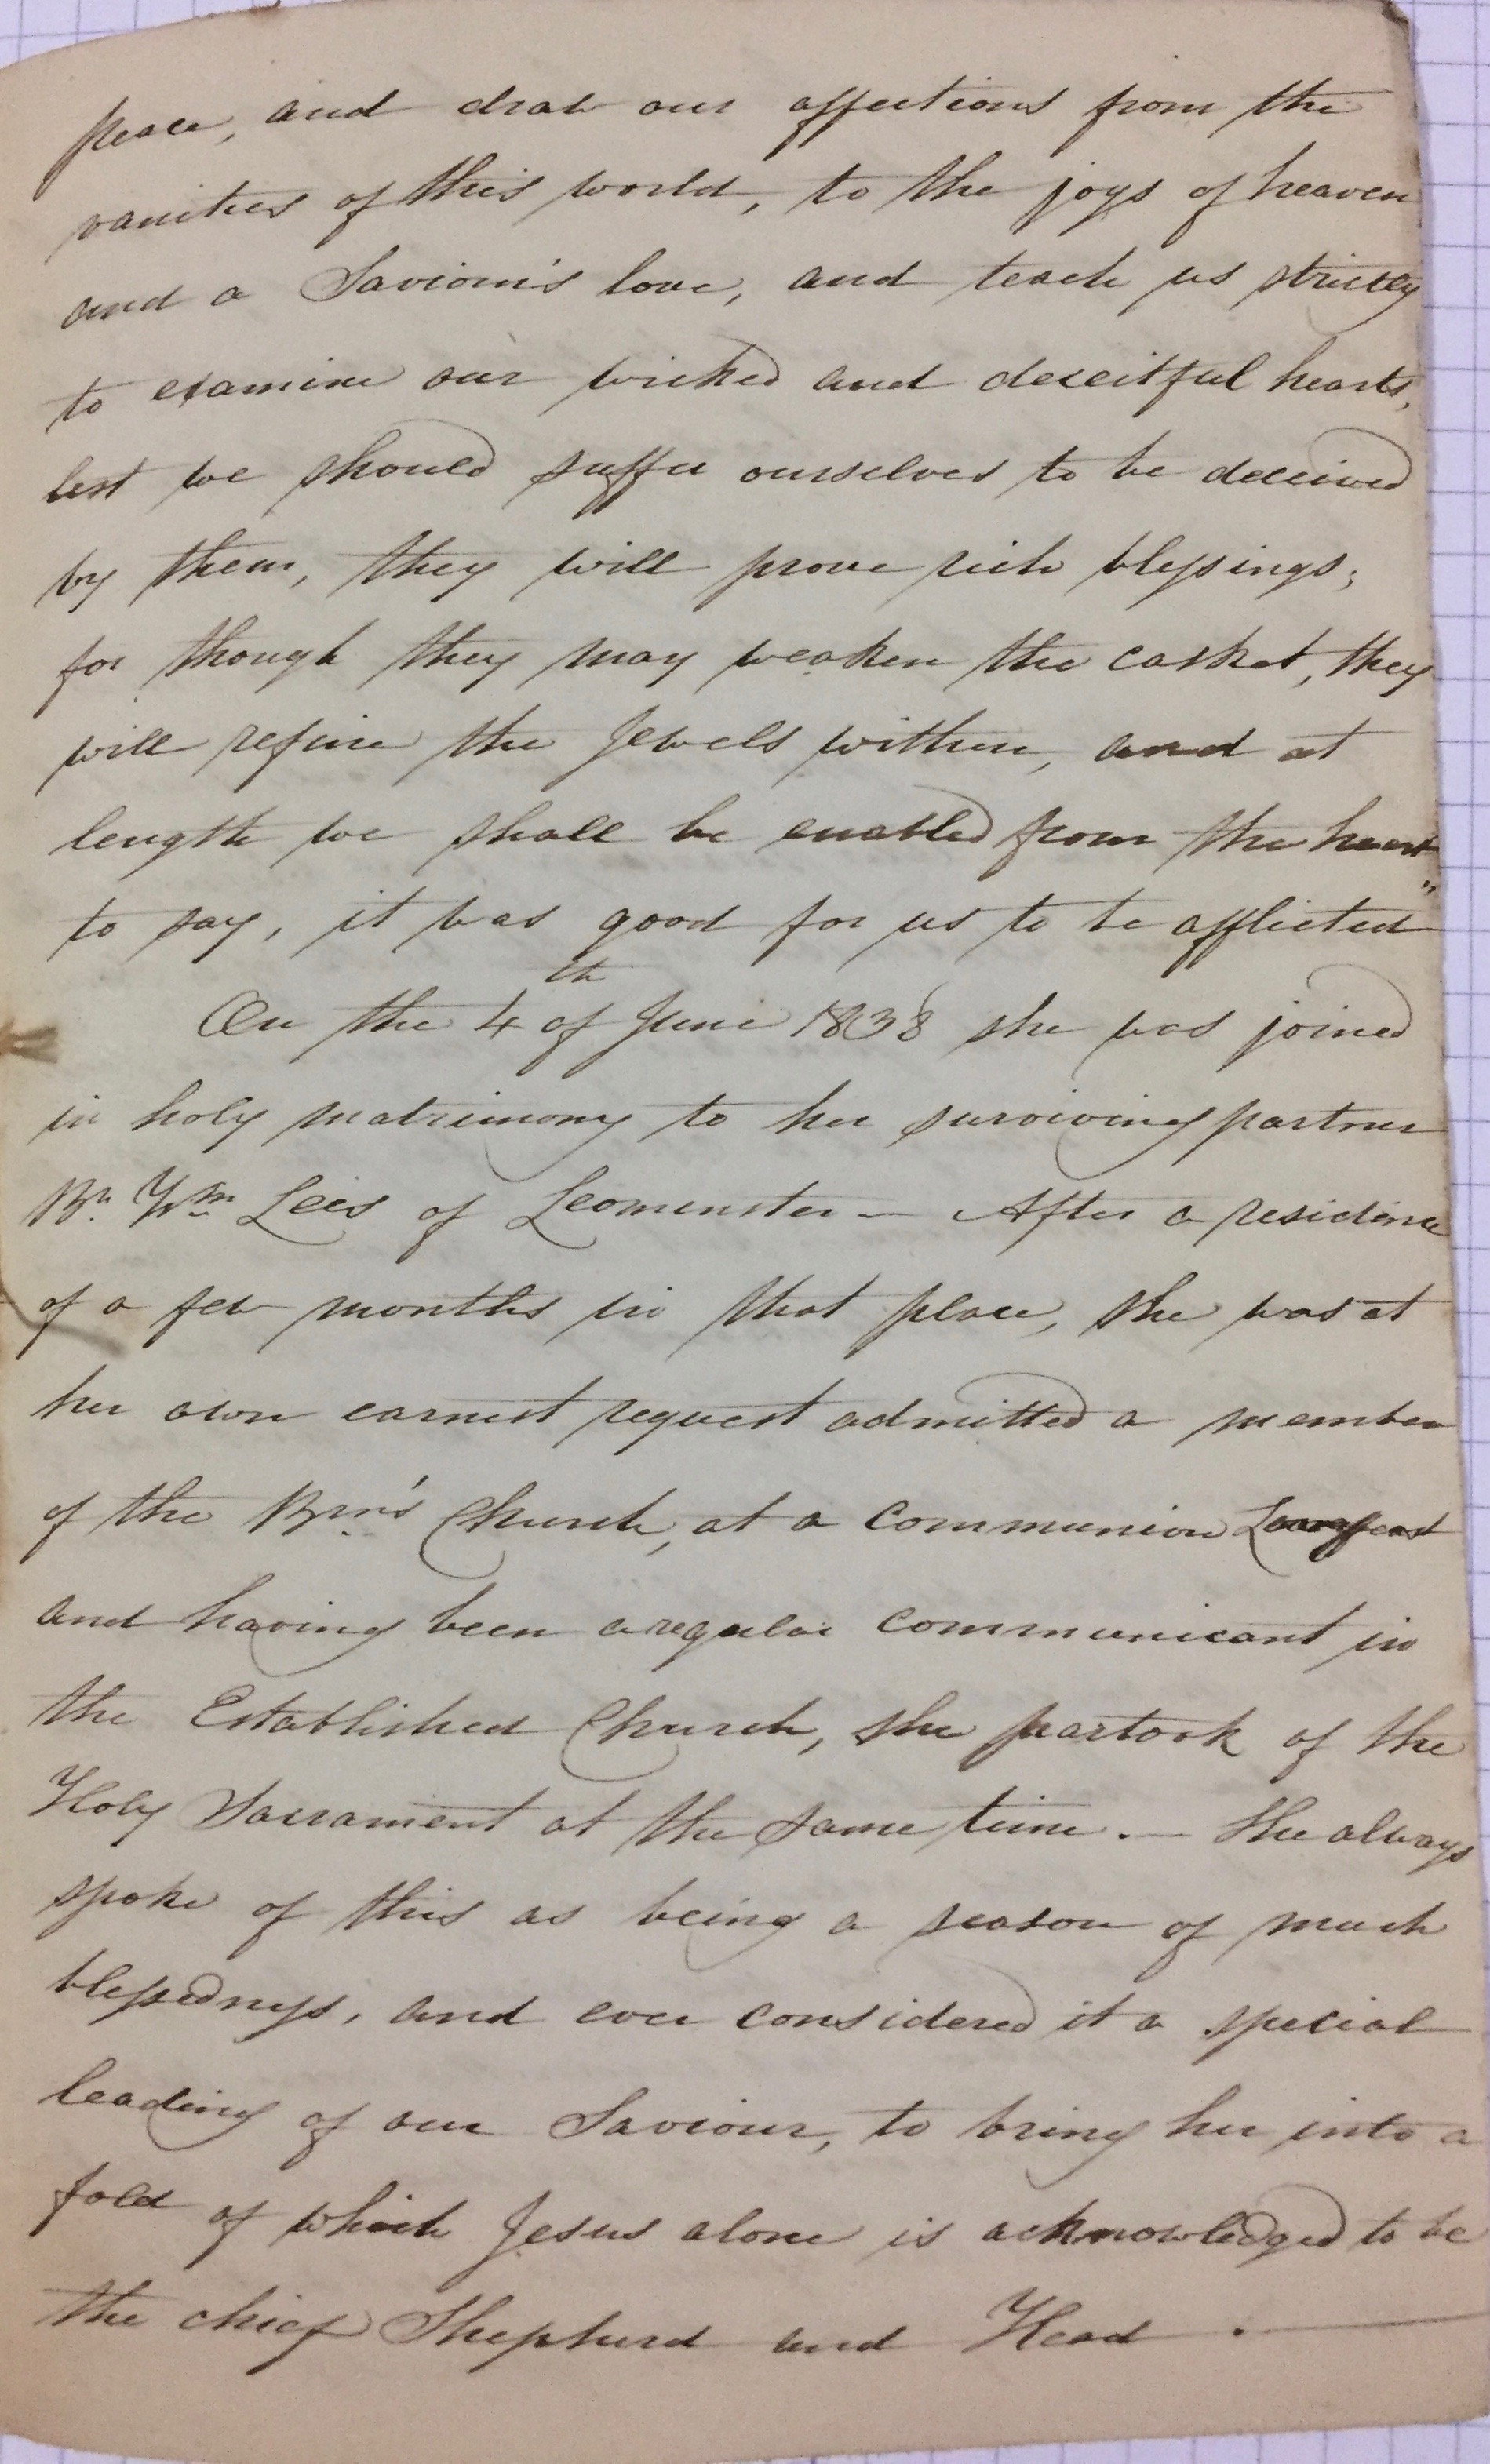 peace, and draw our affections from the
vanities of this world, to the joys of heaven
and a Saviour's love, and teach us strictly
to examine our wicked and deceitful hearts,
lest we should suffer ourselves to be deceived
by them, they will prove rich blessings;
for though they may weaken the casket, they
will refine the Jewels within, and at
length we shall be enabled from the heart
to say, it was good for us to be afflicted"
On the 4th of June 1838 she was joined
in holy matrimony to her surviving partner
Br. Wm Lees of Leominster — After a residence
of a few months in that place, she was at
her own earnest request admitted a member
of the Brn's Church, at a communion Lovefeast
and having been a regular communicant in
the Established Church, she partook of the
Holy Sacrament at the same time. — She always
spoke of this as being a season of much
blessedness, and ever considered it a special
leading of our Saviour, to bring her into a
fold of which Jesus alone is acknowledged to be
the chief Shepherd and Head. —